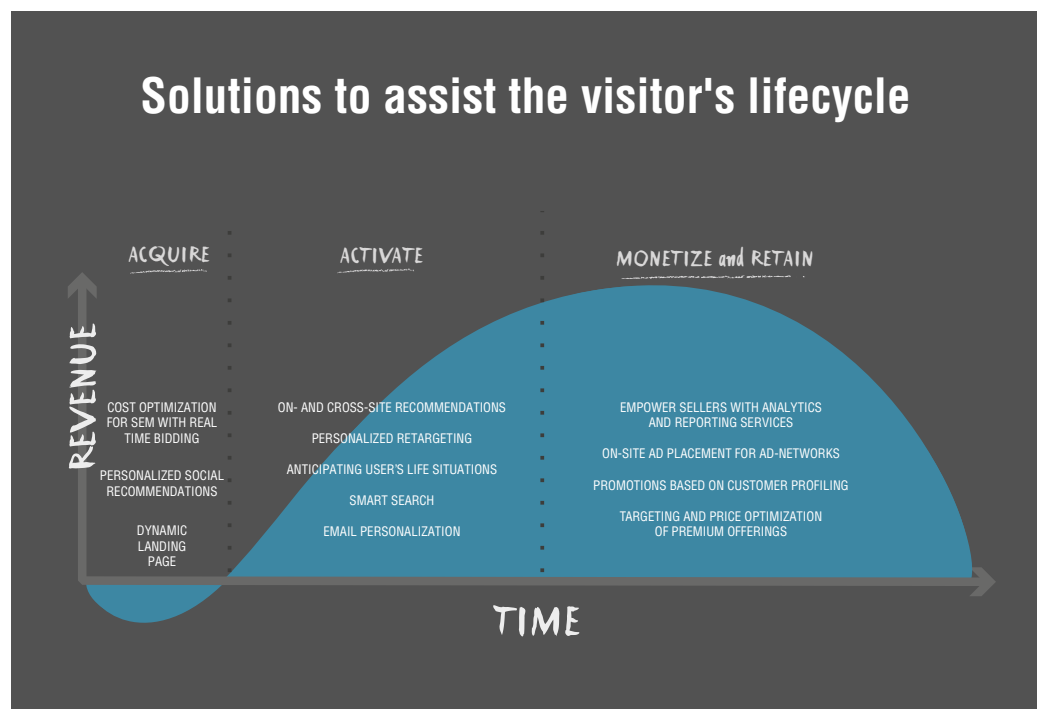 Solutions to assist the visitor's lifecycle
ACQUIRE
ACTIVATE
MONETIZE and RETAIN
REVENUE
COST OPTIMIZATION
FOR SEM WITH REAL
TIME BIDDING
PERSONALIZED SOCIAL
RECOMMENDATIONS
DYNAMIC
LANDING
PAGE
ON- AND CROSS-SITE RECOMMENDATIONS
PERSONALIZED RETARGETING
ANTICIPATING USER'S LIFE SITUATIONS
SMART SEARCH
EMAIL PERSONALIZATION
EMPOWER SELLERS WITH ANALYTICS
AND REPORTING SERVICES
ON-SITE AD PLACEMENT FOR AD-NETWORKS
PROMOTIONS BASED ON CUSTOMER PROFILING
TARGETING AND PRICE OPTIMIZATION
OF PREMIUM OFFERINGS
TIME